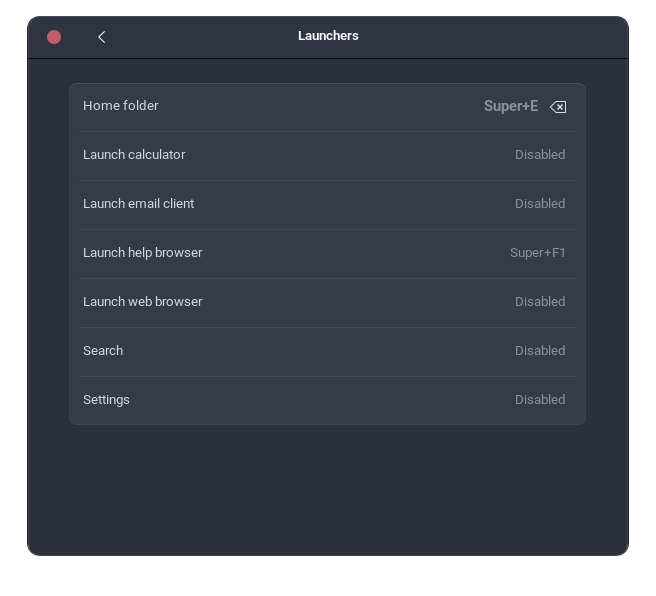 Launchers
Home folder Super+E
Launch calculator Disabled
Launch email client Disabled
Launch help browser Super+F1
Launch web browser Disabled
Search Disabled
Settings Disabled